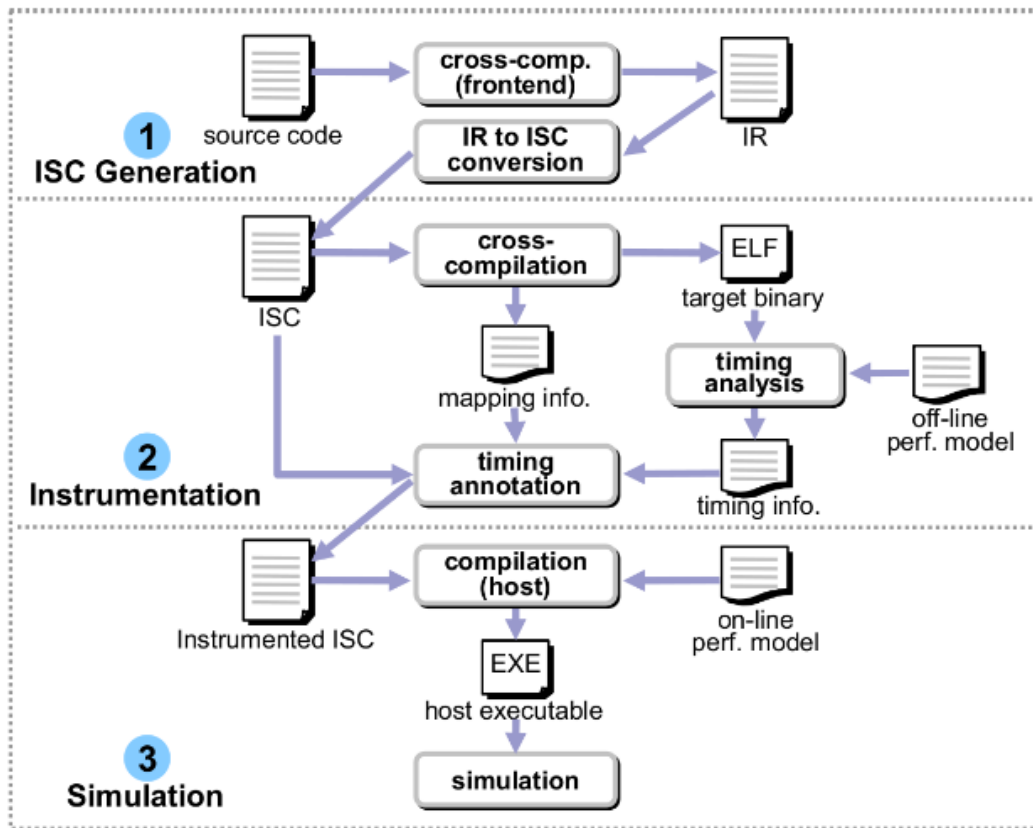 cross-comp.
(frontend)
source code
IR
1
ISC Generation
IR to ISC
conversion
cross-
compilation
ELF
target binary
ISC
mapping info.
timing
analysis
off-line
perf. model
2
Instrumentation
timing
annotation
timing info.
compilation
(host)
Instrumented ISC
on-line
perf. model
EXE
host executable
3
Simulation
simulation